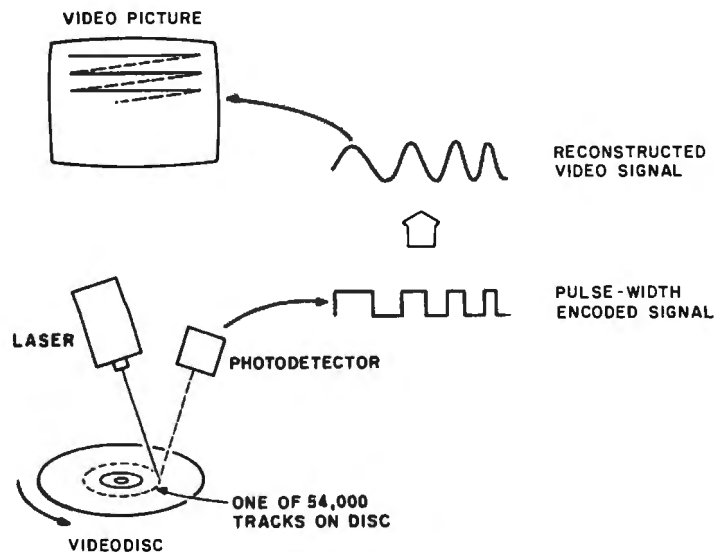 VIDEO PICTURE
RECONSTRUCTED
VIDEO SIGNAL
PULSE-WIDTH
ENCODED SIGNAL
LASER
PHOTODETECTOR
ONE OF 54,000
TRACKS ON DISC
VIDEODISC